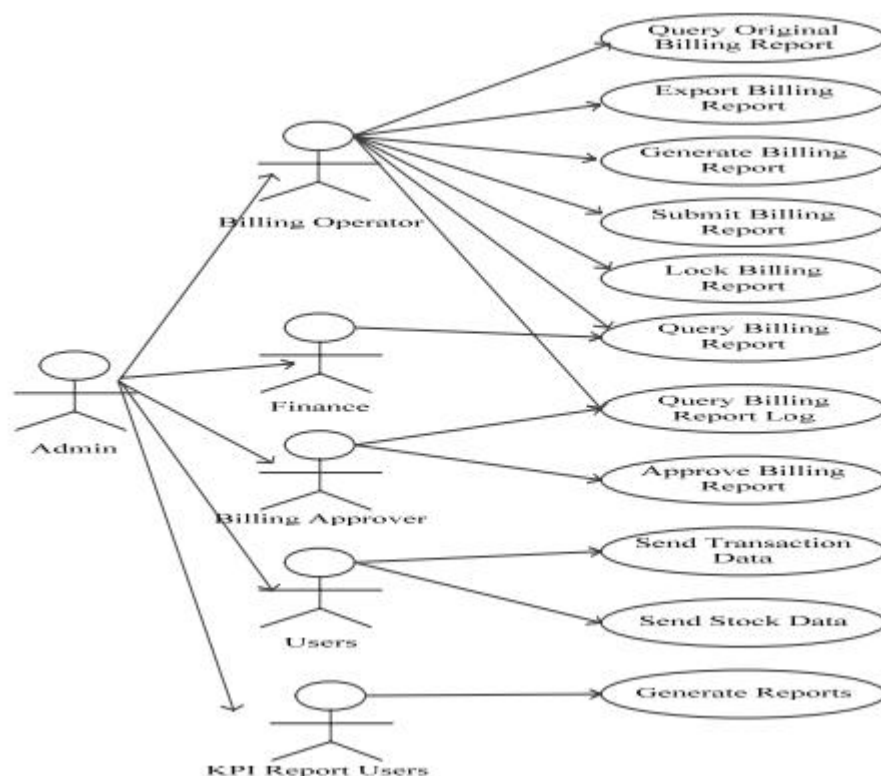 Query Original
Billing Report
Export Billing
Report
Generate Billing
Report
Billing Operator
Submit Billing
Report
Lock Billing
Report
Query Billing
Report
Finance
Query Billing
Report Log
Admin
Approve Billing
Report
Billing Approver
Send Transaction
Data
Send Stock Data
Users
Generate Reports
KPI Report Users